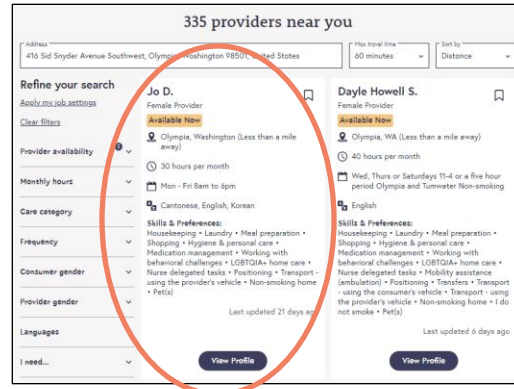 335 providers near you
Address
416 Sid Snyder Avenue Southwest, Olympia, Washington 98501, United States
Max travel time
60 minutes
Sort by
Distance
Refine your search
Apply my job settings
Clear filters
Provider availability
Monthly hours
Care category
Frequency
Consumer gender
Provider gender
Languages
I need...
Jo D.
Female Provider
Available Now
Olympia, Washington (Less than a mile
away)
30 hours per month
Mon - Fri 8am to 6pm
Cantonese, English, Korean
Skills & Preferences:
Housekeeping • Laundry • Meal preparation •
Shopping • Hygiene & personal care •
Medication management • Working with
behavioral challenges • LGBTQIA+ home care •
Nurse delegated tasks • Positioning • Transport -
using the provider's vehicle • Non-smoking home
• Pet(s)
Last updated 21 days ago
View Profile
Dayle Howell S.
Female Provider
Available Now
Olympia, WA (Less than a mile away)
40 hours per month
Wed, Thurs or Saturdays 11-4 or a five hour
period Olympia and Tumwater Non-smoking
English
Skills & Preferences:
Housekeeping • Laundry • Meal preparation •
Shopping • Hygiene & personal care •
Medication management • Working with
behavioral challenges • LGBTQIA+ home care •
Nurse delegated tasks • Mobility assistance
(ambulation) • Positioning • Transfers • Transport
- using the consumer's vehicle • Transport - using
the provider's vehicle • Non-smoking home • I do
not smoke • Pet(s)
Last updated 6 days ago
View Profile